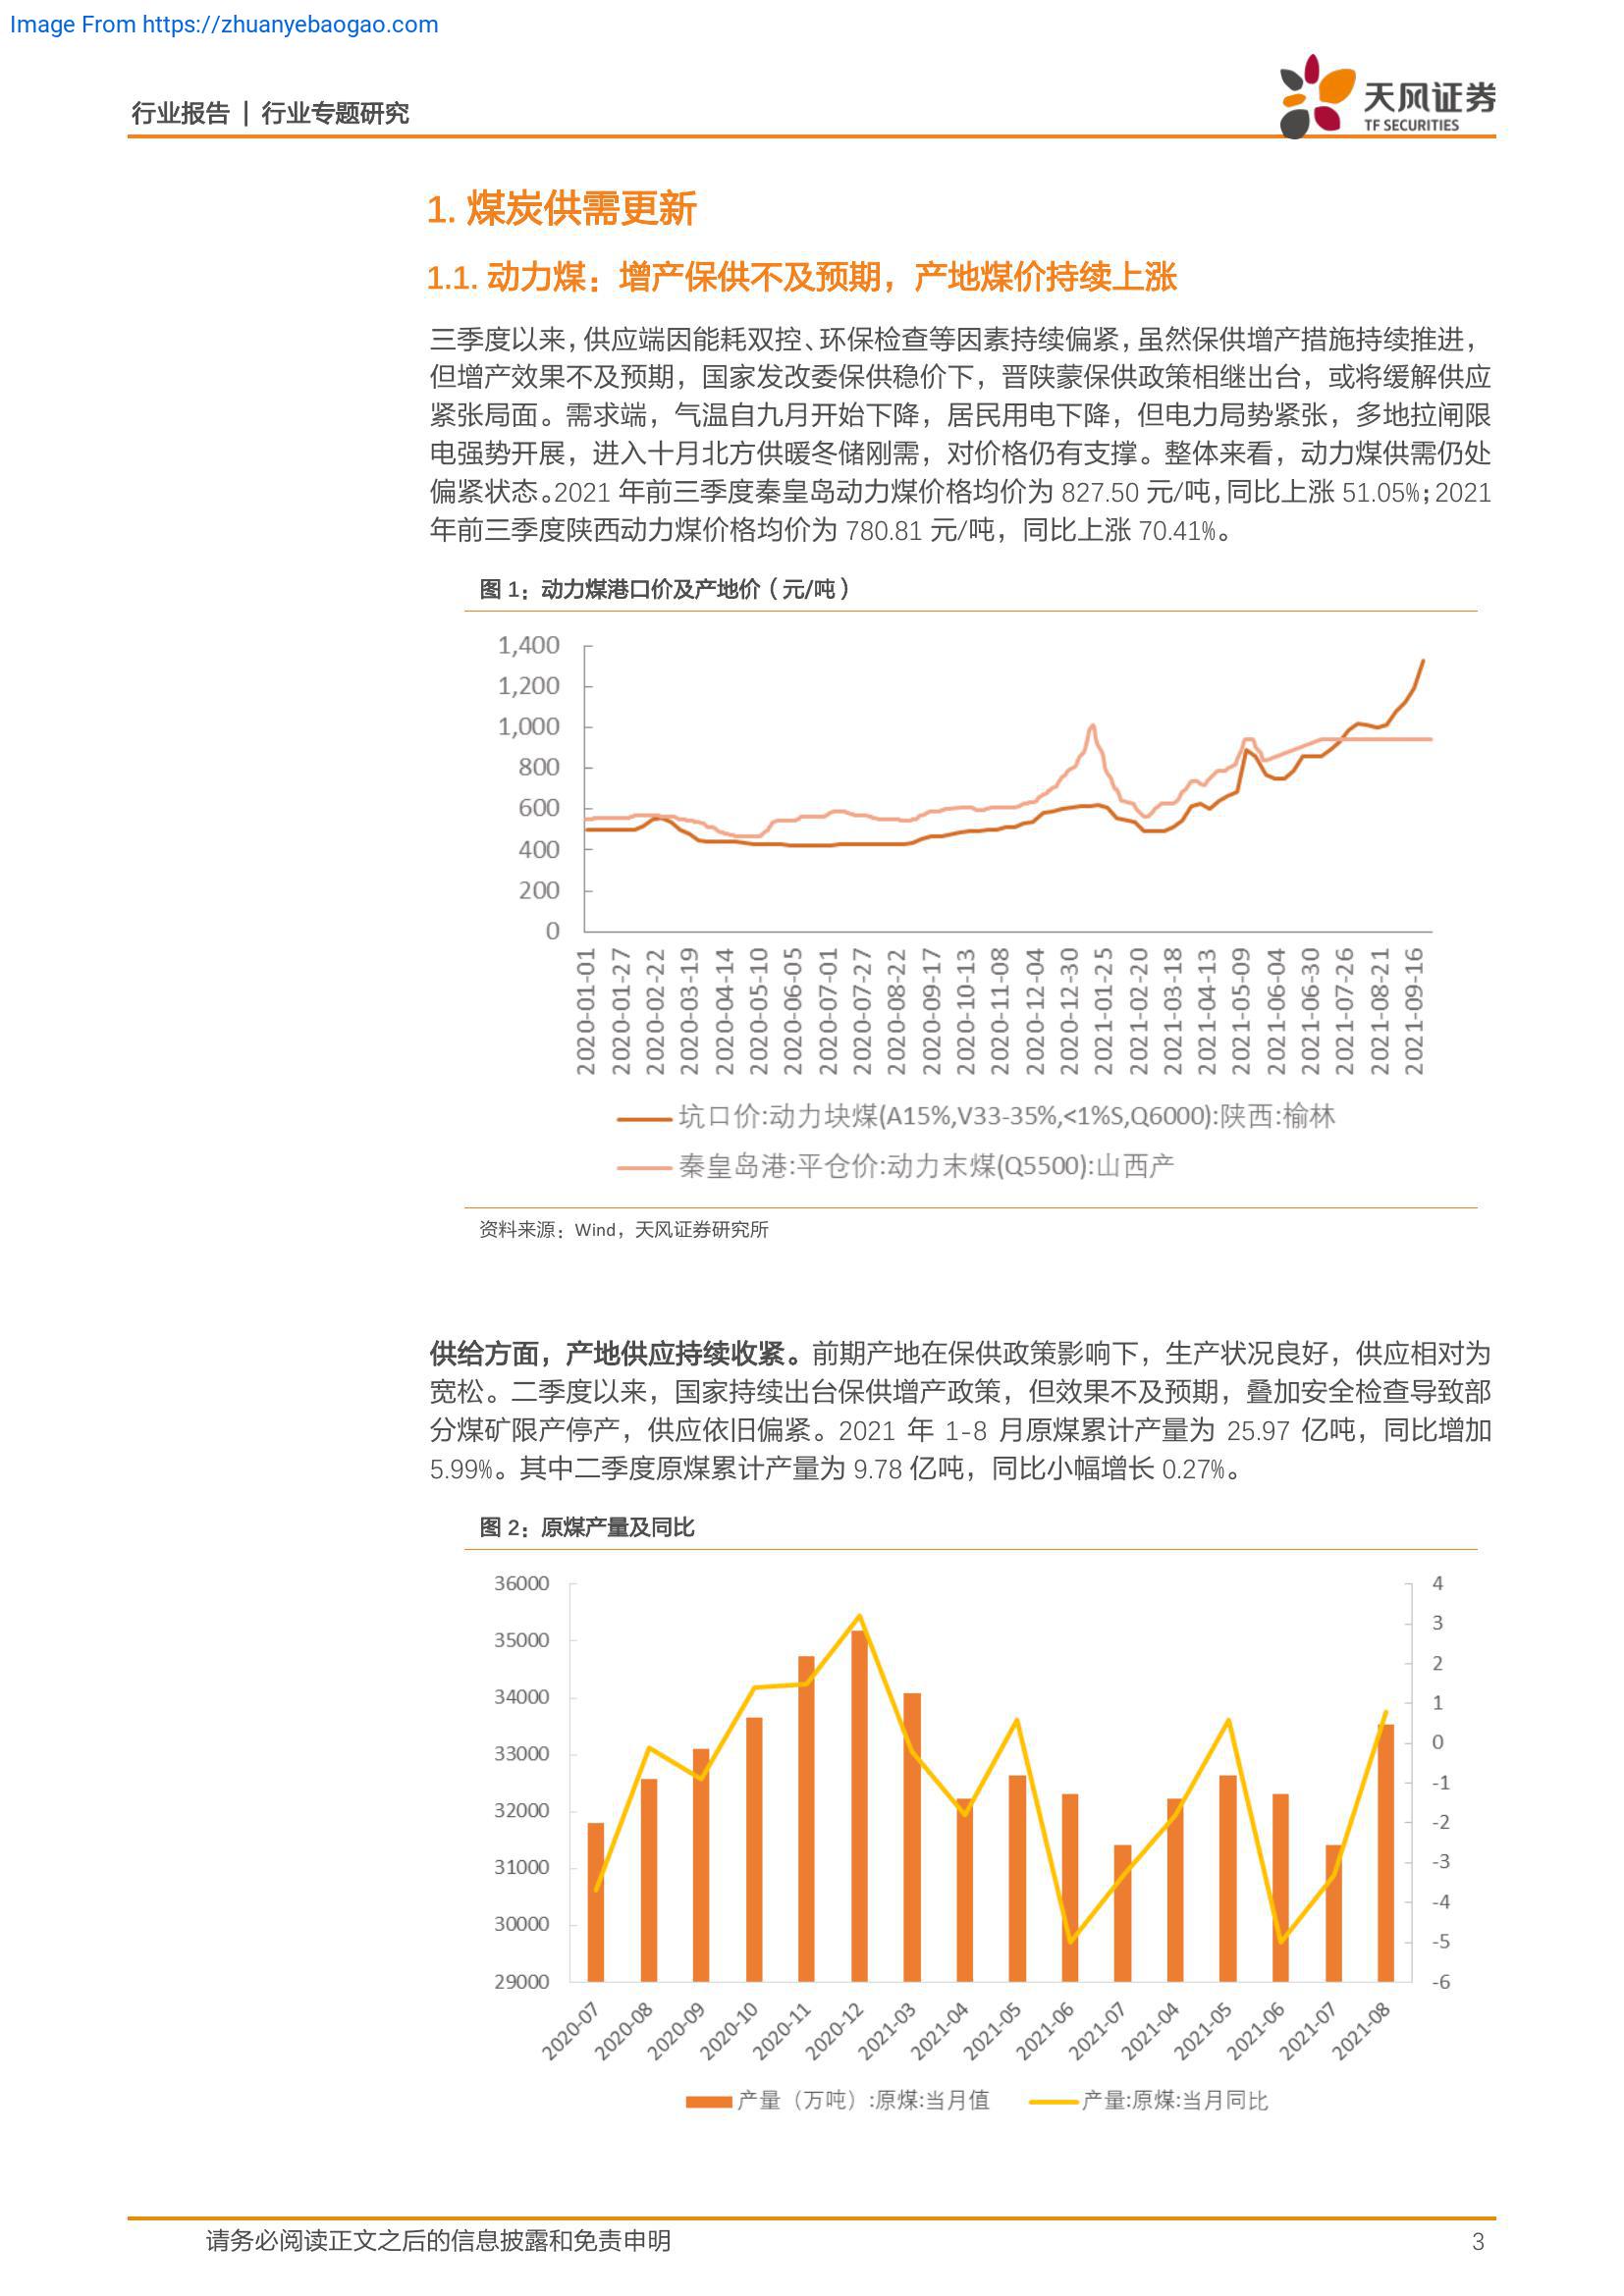 Image From https://zhuanyebaogao.com
行业报告 | 行业专题研究
天风证券
TF SECURITIES
1. 煤炭供需更新
1.1. 动力煤：增产保供不及预期，产地煤价持续上涨
三季度以来，供应端因能耗双控、环保检查等因素持续偏紧，虽然保供增产措施持续推进，
但增产效果不及预期，国家发改委保供稳价下，晋陕蒙保供政策相继出台，或将缓解供应
紧张局面。需求端，气温自九月开始下降，居民用电下降，但电力局势紧张，多地拉闸限
电强势开展，进入十月北方供暖冬储刚需，对价格仍有支撑。整体来看，动力煤供需仍处
偏紧状态。2021 年前三季度秦皇岛动力煤价格均价为 827.50 元/吨，同比上涨 51.05%；2021
年前三季度陕西动力煤价格均价为 780.81 元/吨，同比上涨 70.41%。
图 1：动力煤港口价及产地价（元/吨）
1,400
1,200
1,000
800
600
400
200
0
2020-01-01
2020-01-27
2020-02-22
2020-03-19
2020-04-14
2020-05-10
2020-06-05
2020-07-01
2020-07-27
2020-08-22
2020-09-17
2020-10-13
2020-11-08
2020-12-04
2020-12-30
2021-01-25
2021-02-20
2021-03-18
2021-04-13
2021-05-09
2021-06-04
2021-06-30
2021-07-26
2021-08-21
2021-09-16
坑口价:动力块煤(A15%,V33-35%,<1%S,Q6000):陕西:榆林
秦皇岛港:平仓价:动力末煤(Q5500):山西产
资料来源：Wind，天风证券研究所
供给方面，产地供应持续收紧。前期产地在保供政策影响下，生产状况良好，供应相对为
宽松。二季度以来，国家持续出台保供增产政策，但效果不及预期，叠加安全检查导致部
分煤矿限产停产，供应依旧偏紧。2021 年 1-8 月原煤累计产量为 25.97 亿吨，同比增加
5.99%。其中二季度原煤累计产量为 9.78 亿吨，同比小幅增长 0.27%。
图 2：原煤产量及同比
36000
35000
34000
33000
32000
31000
30000
29000
4
3
2
1
0
-1
-2
-3
-4
-5
-6
2020-07
2020-08
2020-09
2020-10
2020-11
2020-12
2021-03
2021-04
2021-05
2021-06
2021-07
2021-04
2021-05
2021-06
2021-07
2021-08
产量（万吨）:原煤:当月值
产量:原煤:当月同比
请务必阅读正文之后的信息披露和免责申明
3